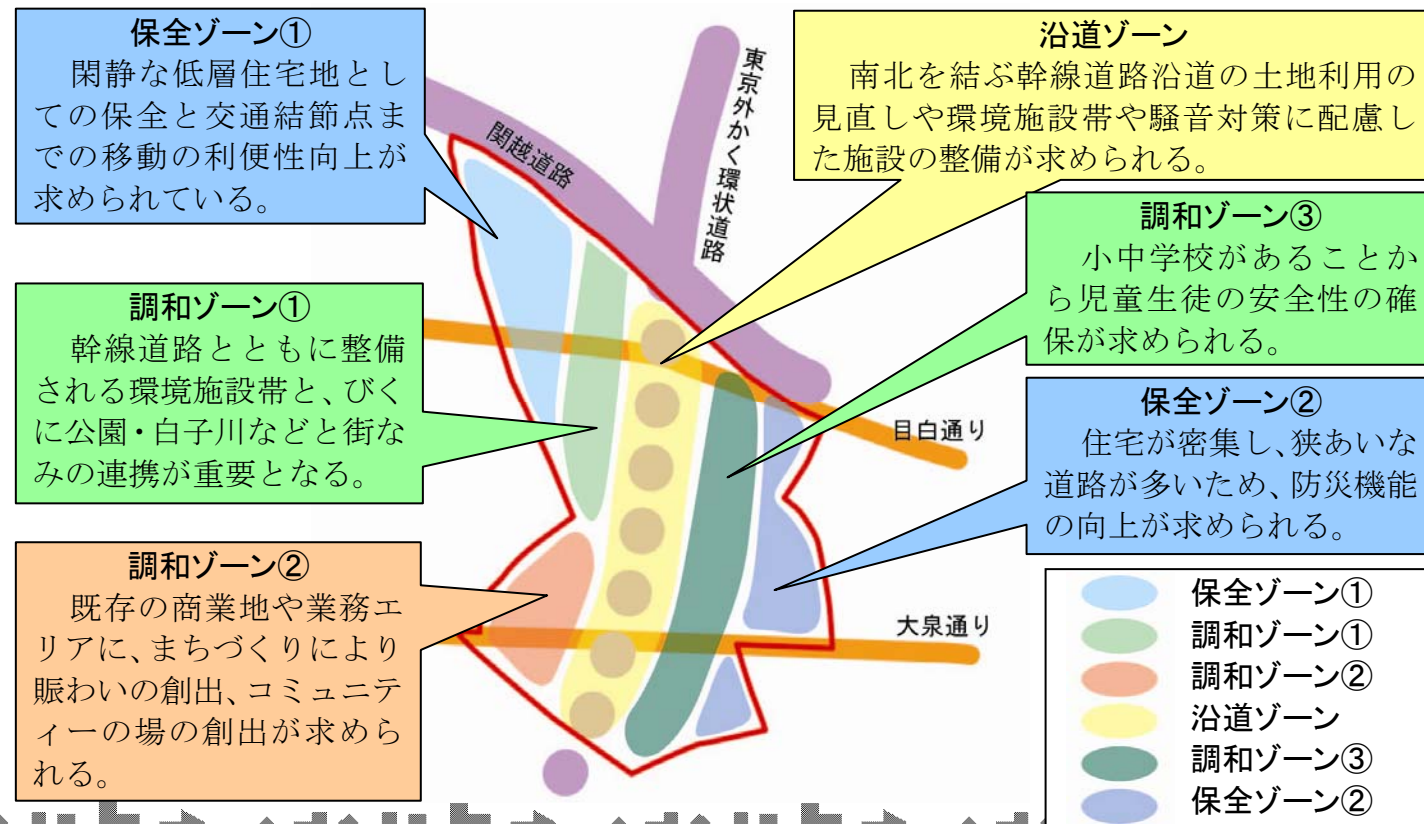 保全ゾーン①
閑静な低層住宅地とし
ての保全と交通結節点ま
での移動の利便性向上が
求められている。
沿道ゾーン
南北を結ぶ幹線道路沿道の土地利用の
見直しや環境施設帯や騒音対策に配慮し
た施設の整備が求められる。
東京外かく環状道路
関越道路
調和ゾーン③
小中学校があることか
ら児童生徒の安全性の確
保が求められる。
調和ゾーン①
幹線道路とともに整備
される環境施設帯と、びく
に公園・白子川などと街な
みの連携が重要となる。
保全ゾーン②
住宅が密集し、狭あいな
道路が多いため、防災機能
の向上が求められる。
目白通り
調和ゾーン②
既存の商業地や業務エ
リアに、まちづくりにより
賑わいの創出、コミュニテ
ィーの場の創出が求めら
れる。
大泉通り
保全ゾーン①
調和ゾーン①
調和ゾーン②
沿道ゾーン
調和ゾーン③
保全ゾーン②